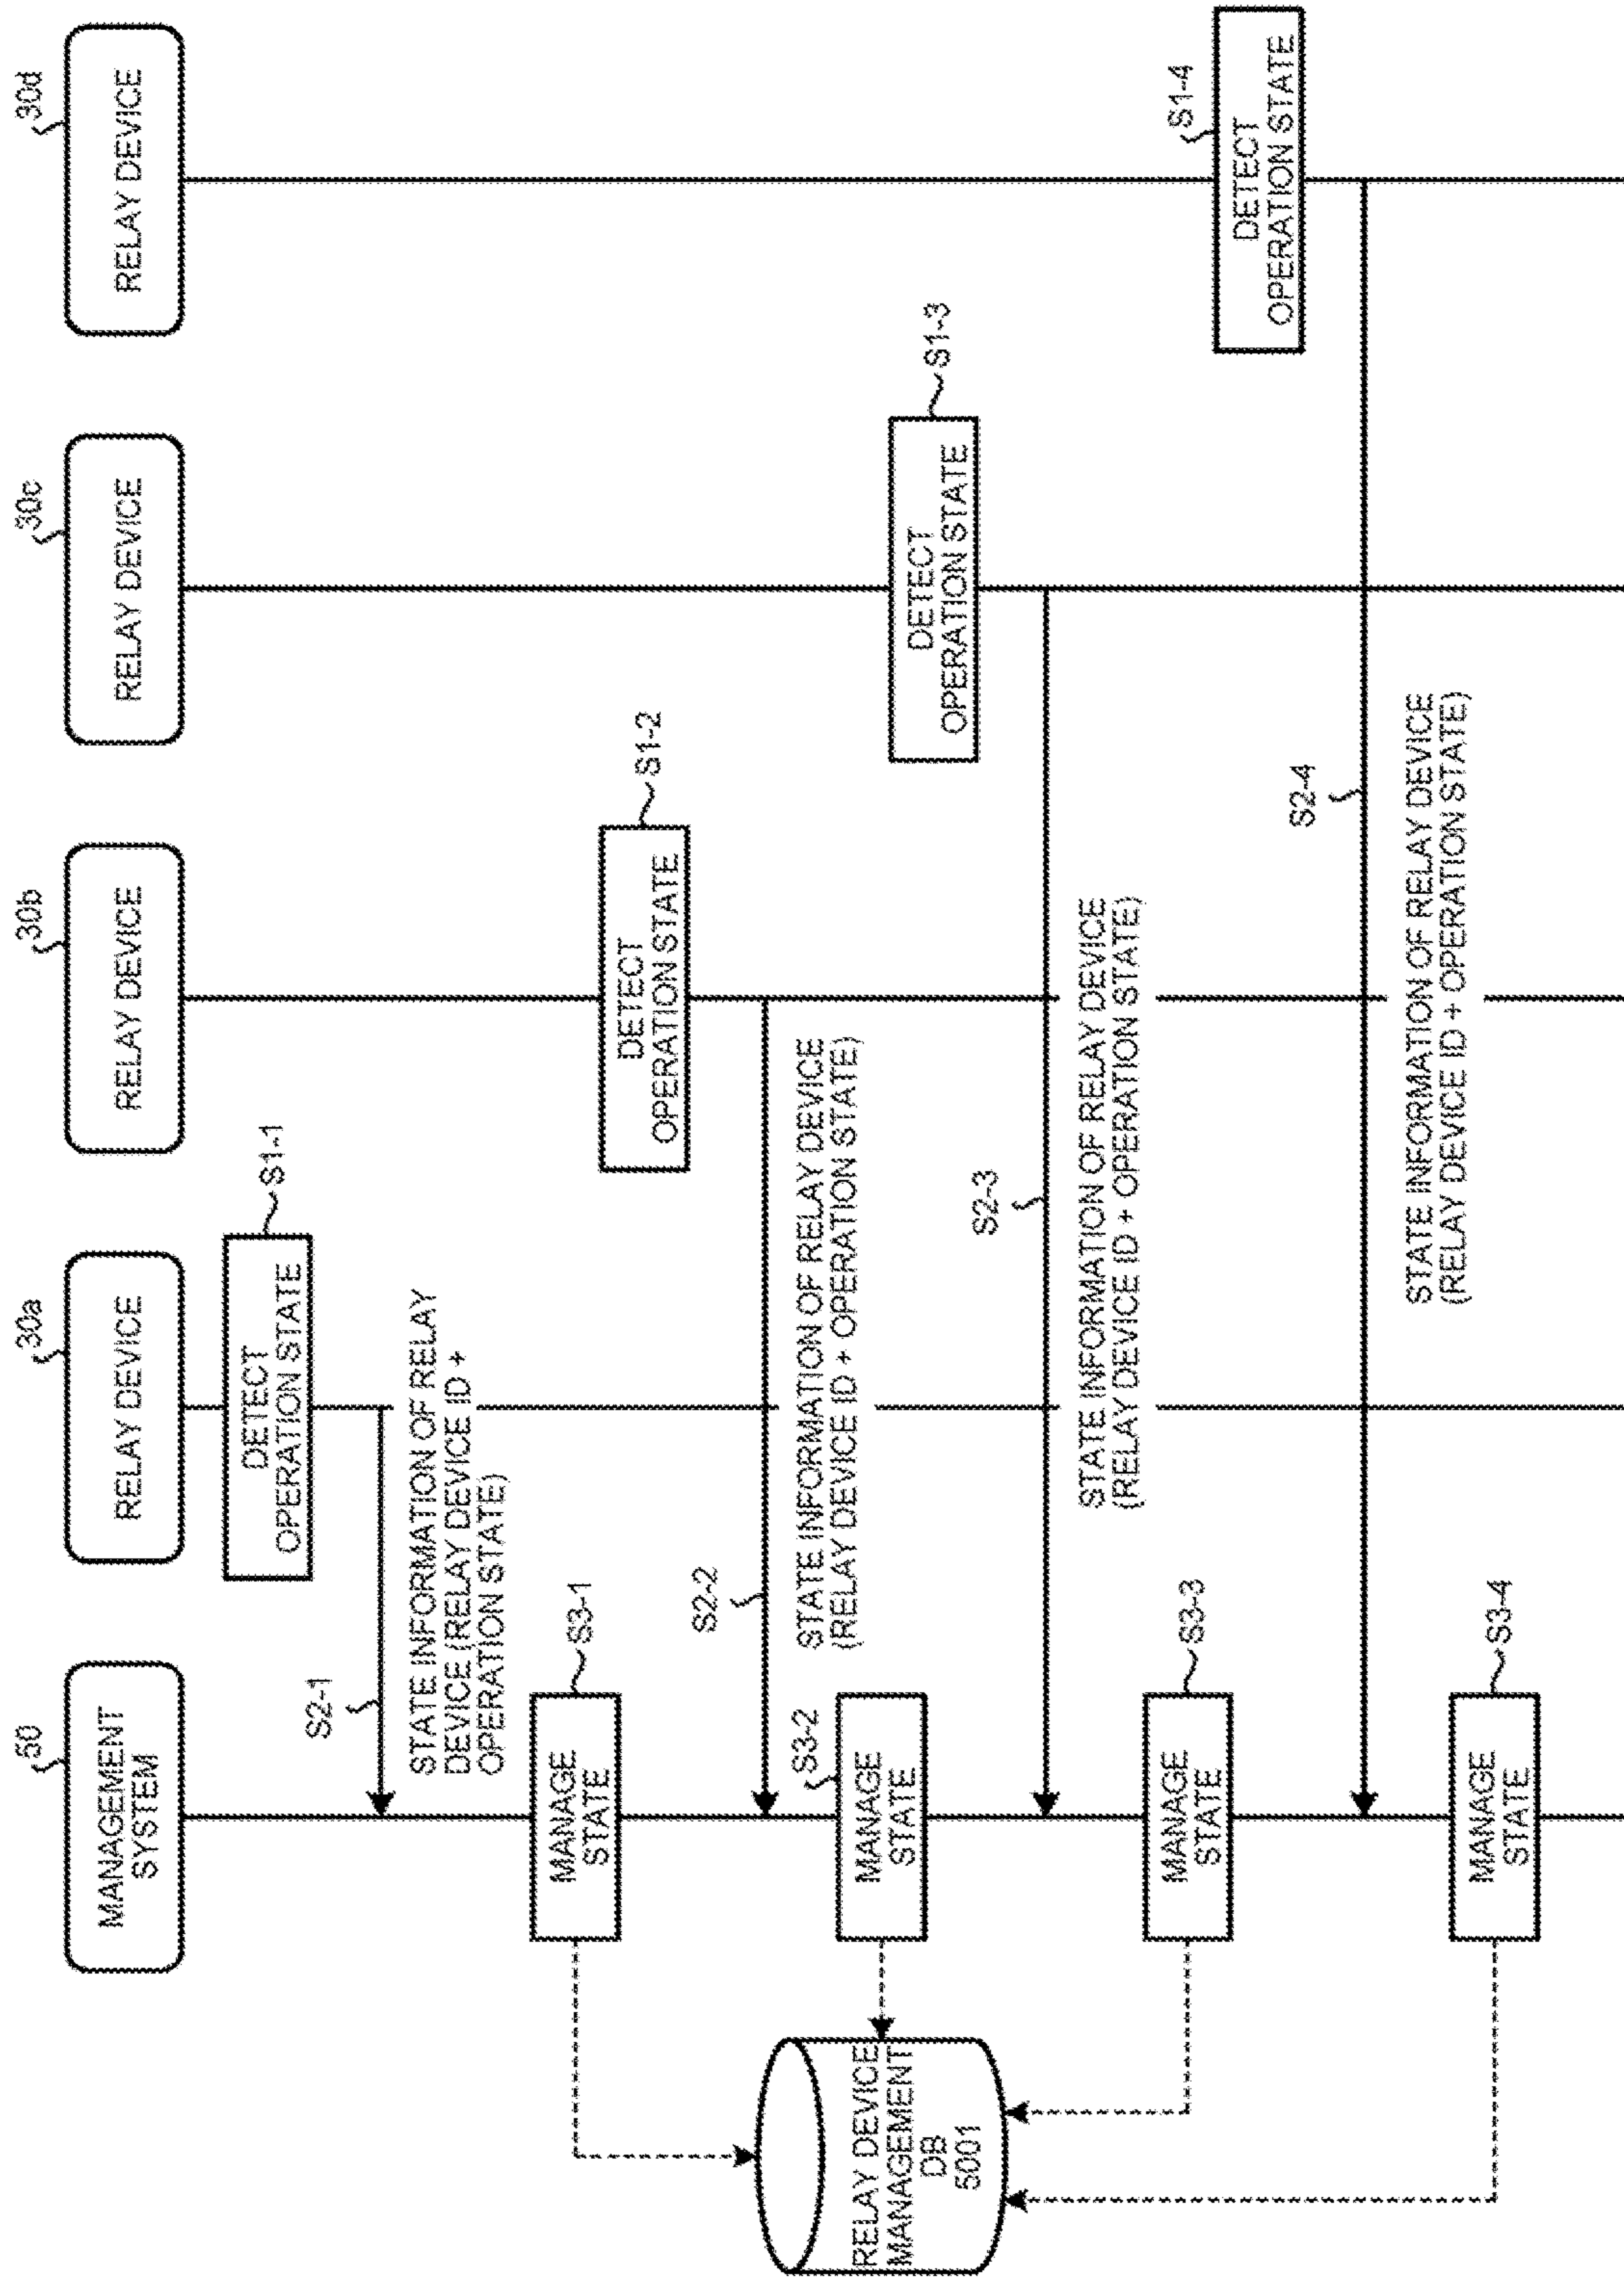 50
MANAGEMENT
SYSTEM
30a
RELAY DEVICE
30b
RELAY DEVICE
30c
RELAY DEVICE
30d
RELAY DEVICE
S1-1
DETECT
OPERATION STATE
S2-1
STATE INFORMATION OF RELAY
DEVICE (RELAY DEVICE ID +
OPERATION STATE)
S3-1
MANAGE
STATE
S1-2
DETECT
OPERATION STATE
S2-2
STATE INFORMATION OF RELAY DEVICE
(RELAY DEVICE ID + OPERATION STATE)
S3-2
MANAGE
STATE
RELAY DEVICE
MANAGEMENT
DB
5001
S1-3
DETECT
OPERATION STATE
S2-3
STATE INFORMATION OF RELAY DEVICE
(RELAY DEVICE ID + OPERATION STATE)
S3-3
MANAGE
STATE
S1-4
DETECT
OPERATION STATE
S2-4
STATE INFORMATION OF RELAY DEVICE
(RELAY DEVICE ID + OPERATION STATE)
S3-4
MANAGE
STATE